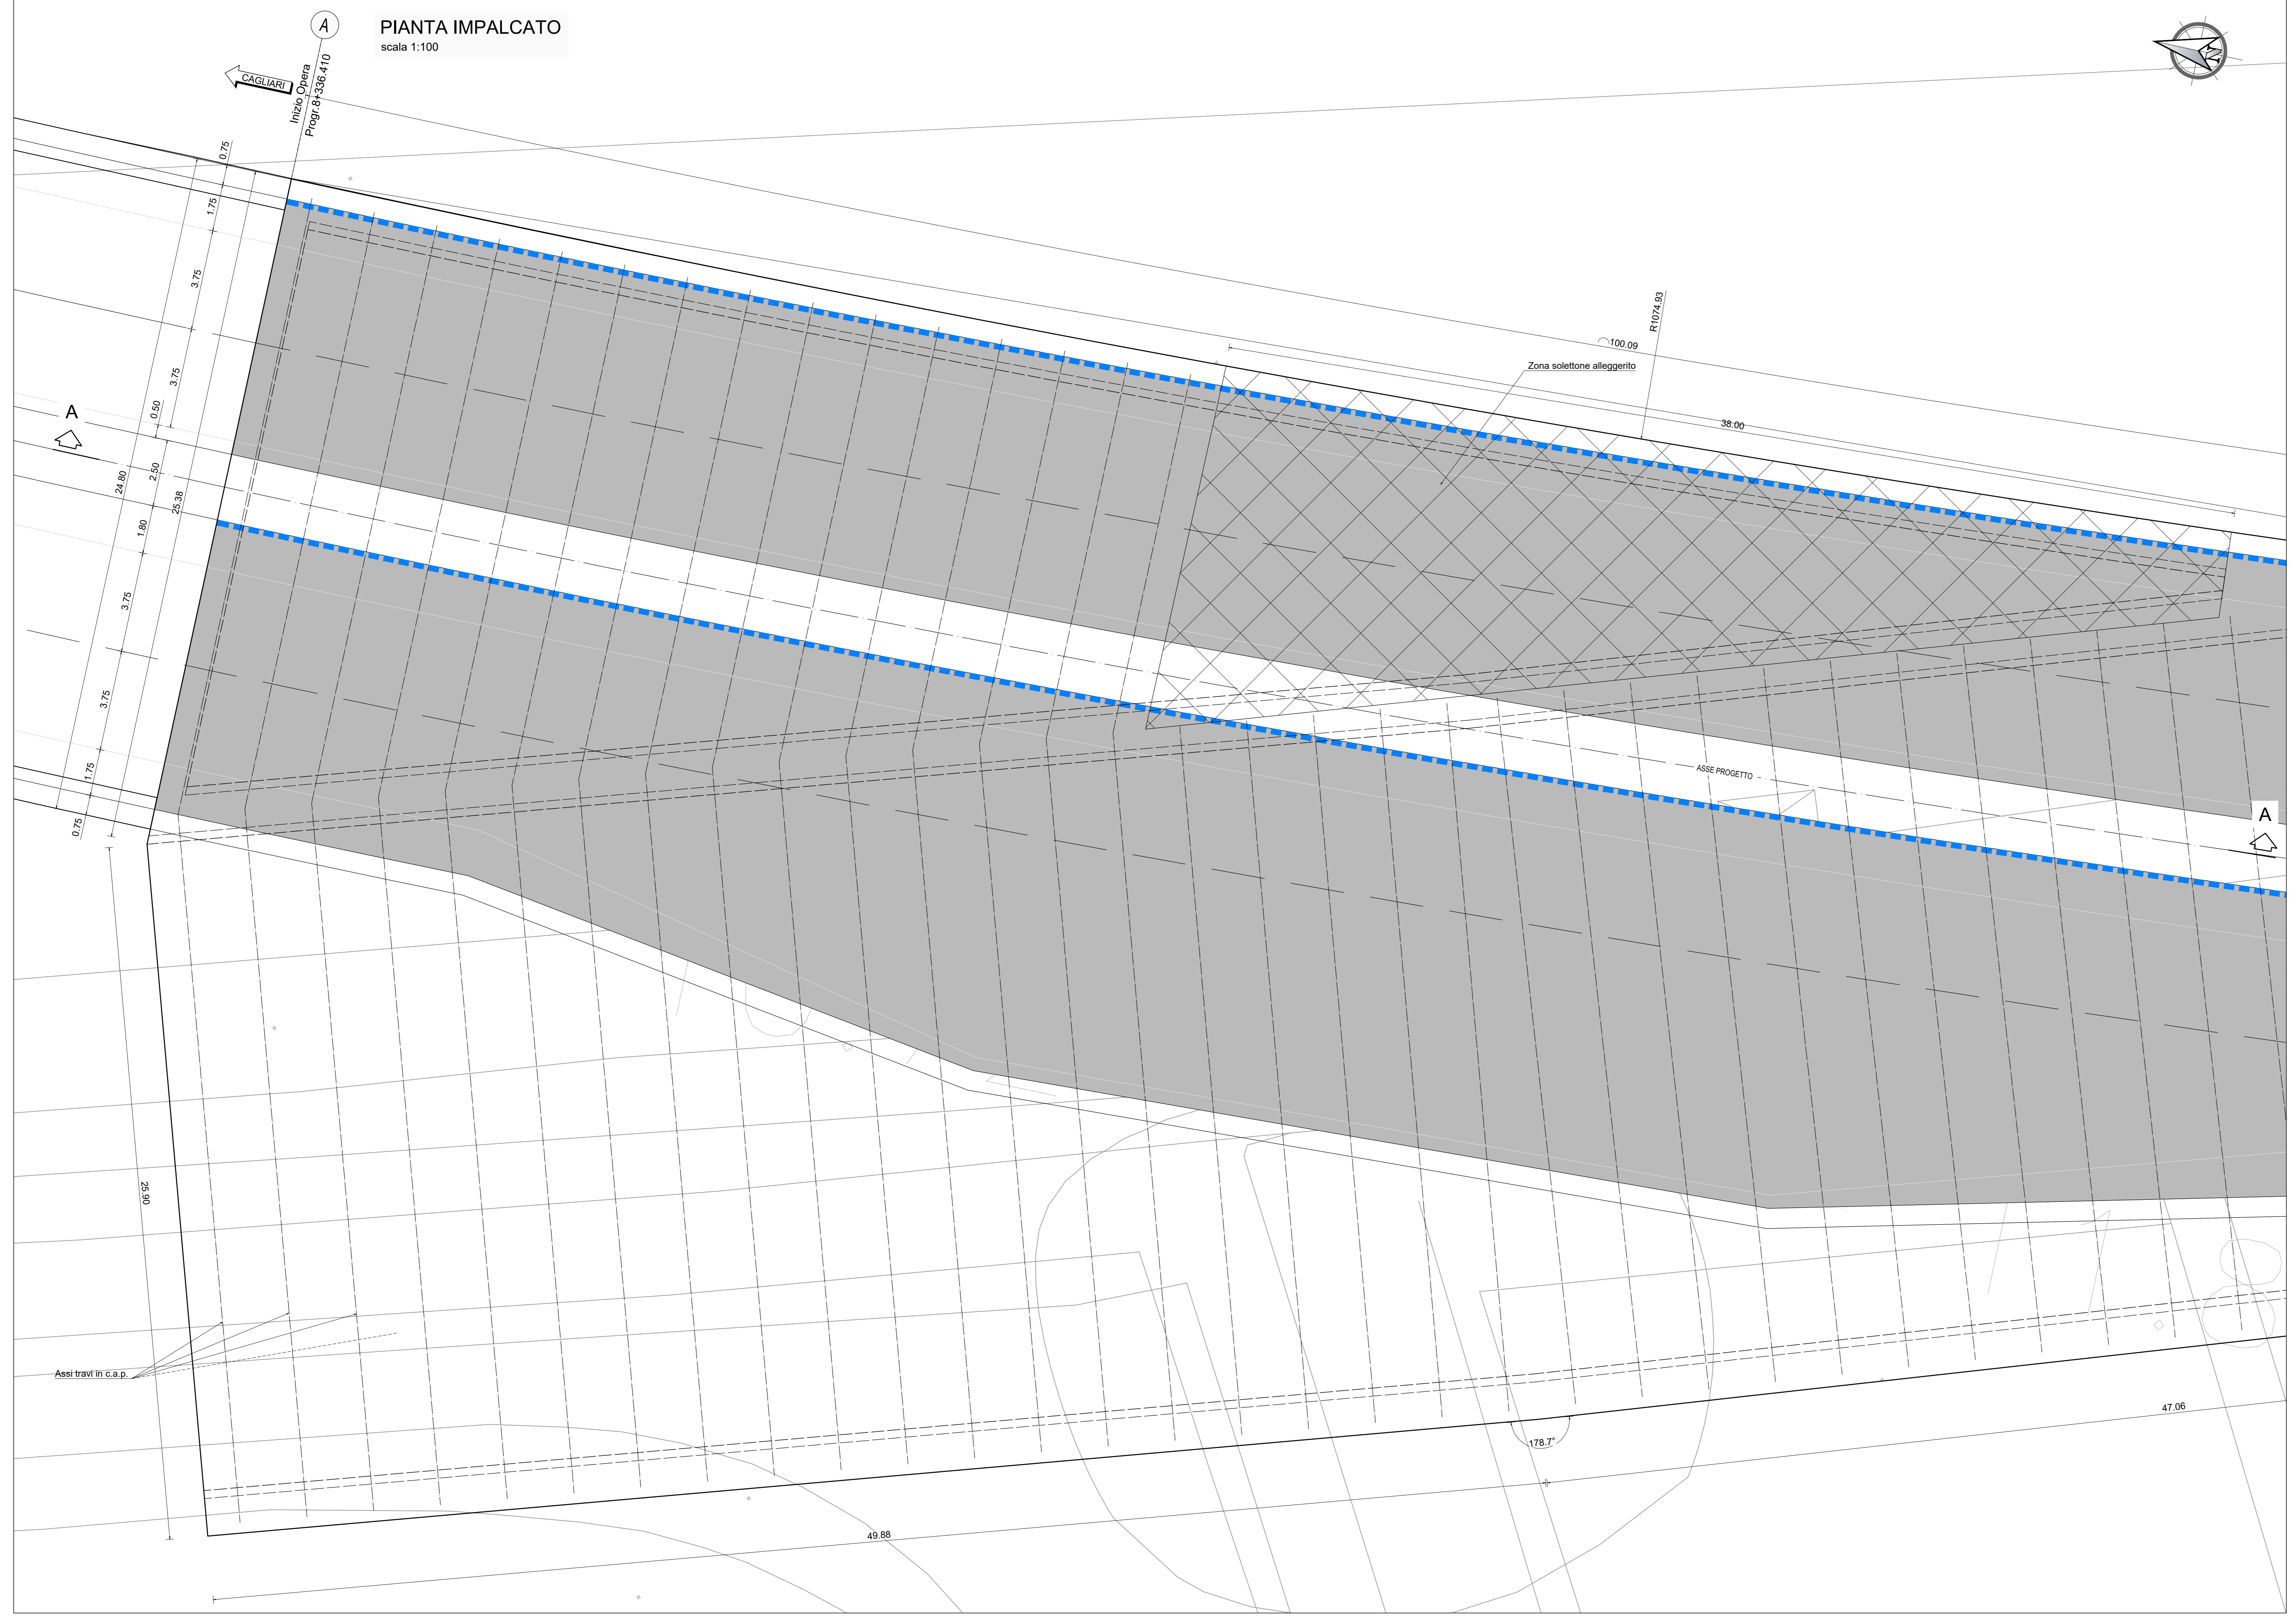 A
PIANTA IMPALCATO
scala 1:100
CAGLIARI
Inizio Opera
Progr.8+336.410
N
0.75
1.75
3.75
3.75
0.50
2.50
1.80
3.75
3.75
1.75
0.75
24.80
25.38
A
R1074.93
100.09
Zona solettone alleggerito
38.00
ASSE PROGETTO
A
25.90
Assi travi in c.a.p.
178.7°
47.06
49.88